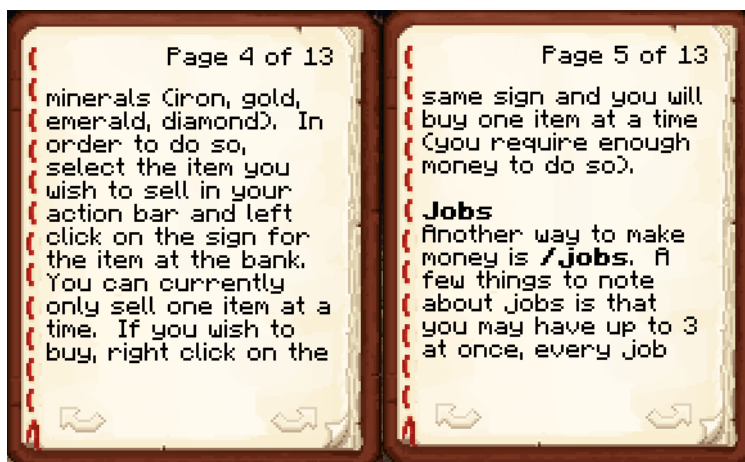 Page 4 of 13
minerals (iron, gold,
emerald, diamond).  In
order to do so,
select the item you
wish to sell in your
action bar and left
click on the sign for
the item at the bank.
You can currently
only sell one item at a
time.  If you wish to
buy, right click on the
Page 5 of 13
same sign and you will
buy one item at a time
(you require enough
money to do so).
Jobs
Another way to make
money is /jobs.  A
few things to note
about jobs is that
you may have up to 3
at once, every job